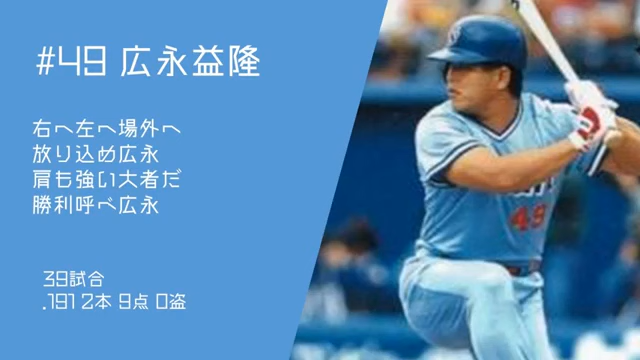 #49 広永益隆
右へ左へ場外へ
放り込め広永
肩も強い大者だ
勝利呼べ広永
39試合
.191 2本 9点 0盗
49